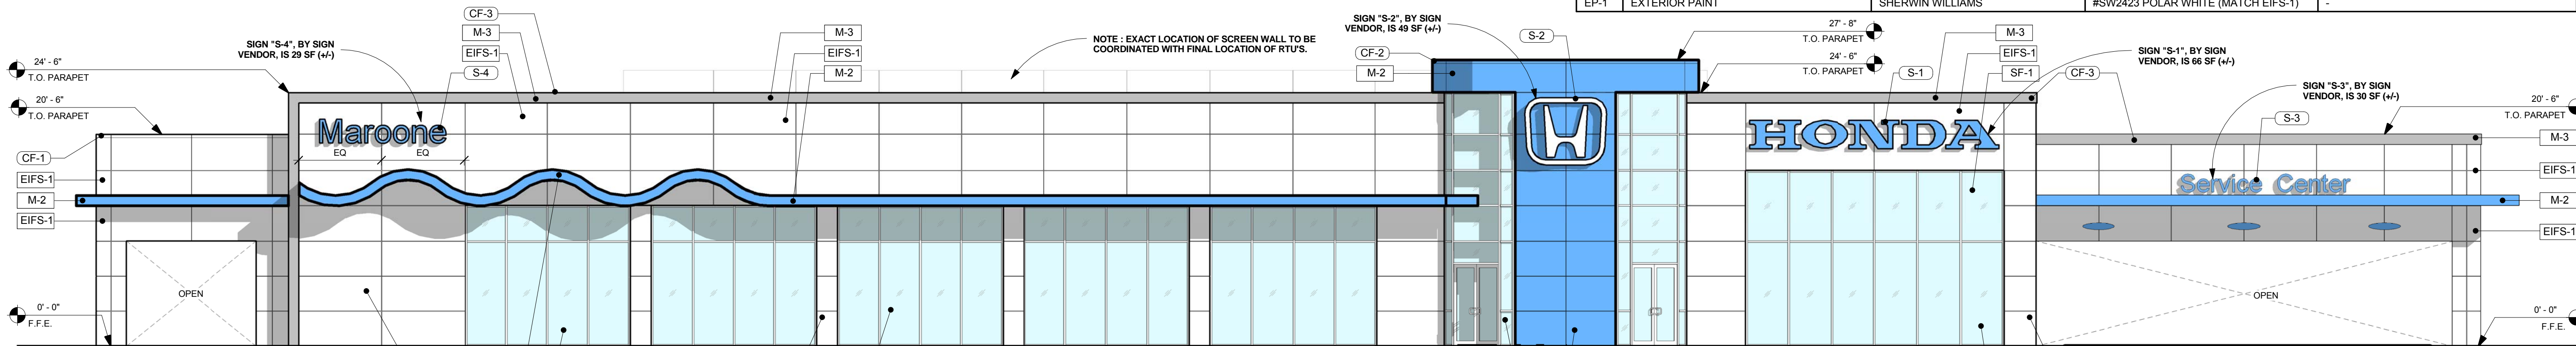 EP-1 EXTERIOR PAINT SHERWIN WILLIAMS #SW2423 POLAR WHITE (MATCH EIFS-1) -
CF-3
M-3
EIFS-1
S-4
SIGN "S-4", BY SIGN
VENDOR, IS 29 SF (+/-)
24' - 6"
T.O. PARAPET
20' - 6"
T.O. PARAPET
CF-1
EIFS-1
M-2
EIFS-1
0' - 0"
F.F.E.
OPEN
Maroone
EQ EQ
M-3
EIFS-1
M-2
NOTE : EXACT LOCATION OF SCREEN WALL TO BE
COORDINATED WITH FINAL LOCATION OF RTU'S.
SIGN "S-2", BY SIGN
VENDOR, IS 49 SF (+/-)
CF-2
M-2
S-2
27' - 8"
T.O. PARAPET
24' - 6"
T.O. PARAPET
M-3
EIFS-1
S-1
SF-1
CF-3
SIGN "S-1", BY SIGN
VENDOR, IS 66 SF (+/-)
HONDA
SIGN "S-3", BY SIGN
VENDOR, IS 30 SF (+/-)
S-3
Service Center
OPEN
20' - 6"
T.O. PARAPET
M-3
EIFS-1
M-2
EIFS-1
0' - 0"
F.F.E.